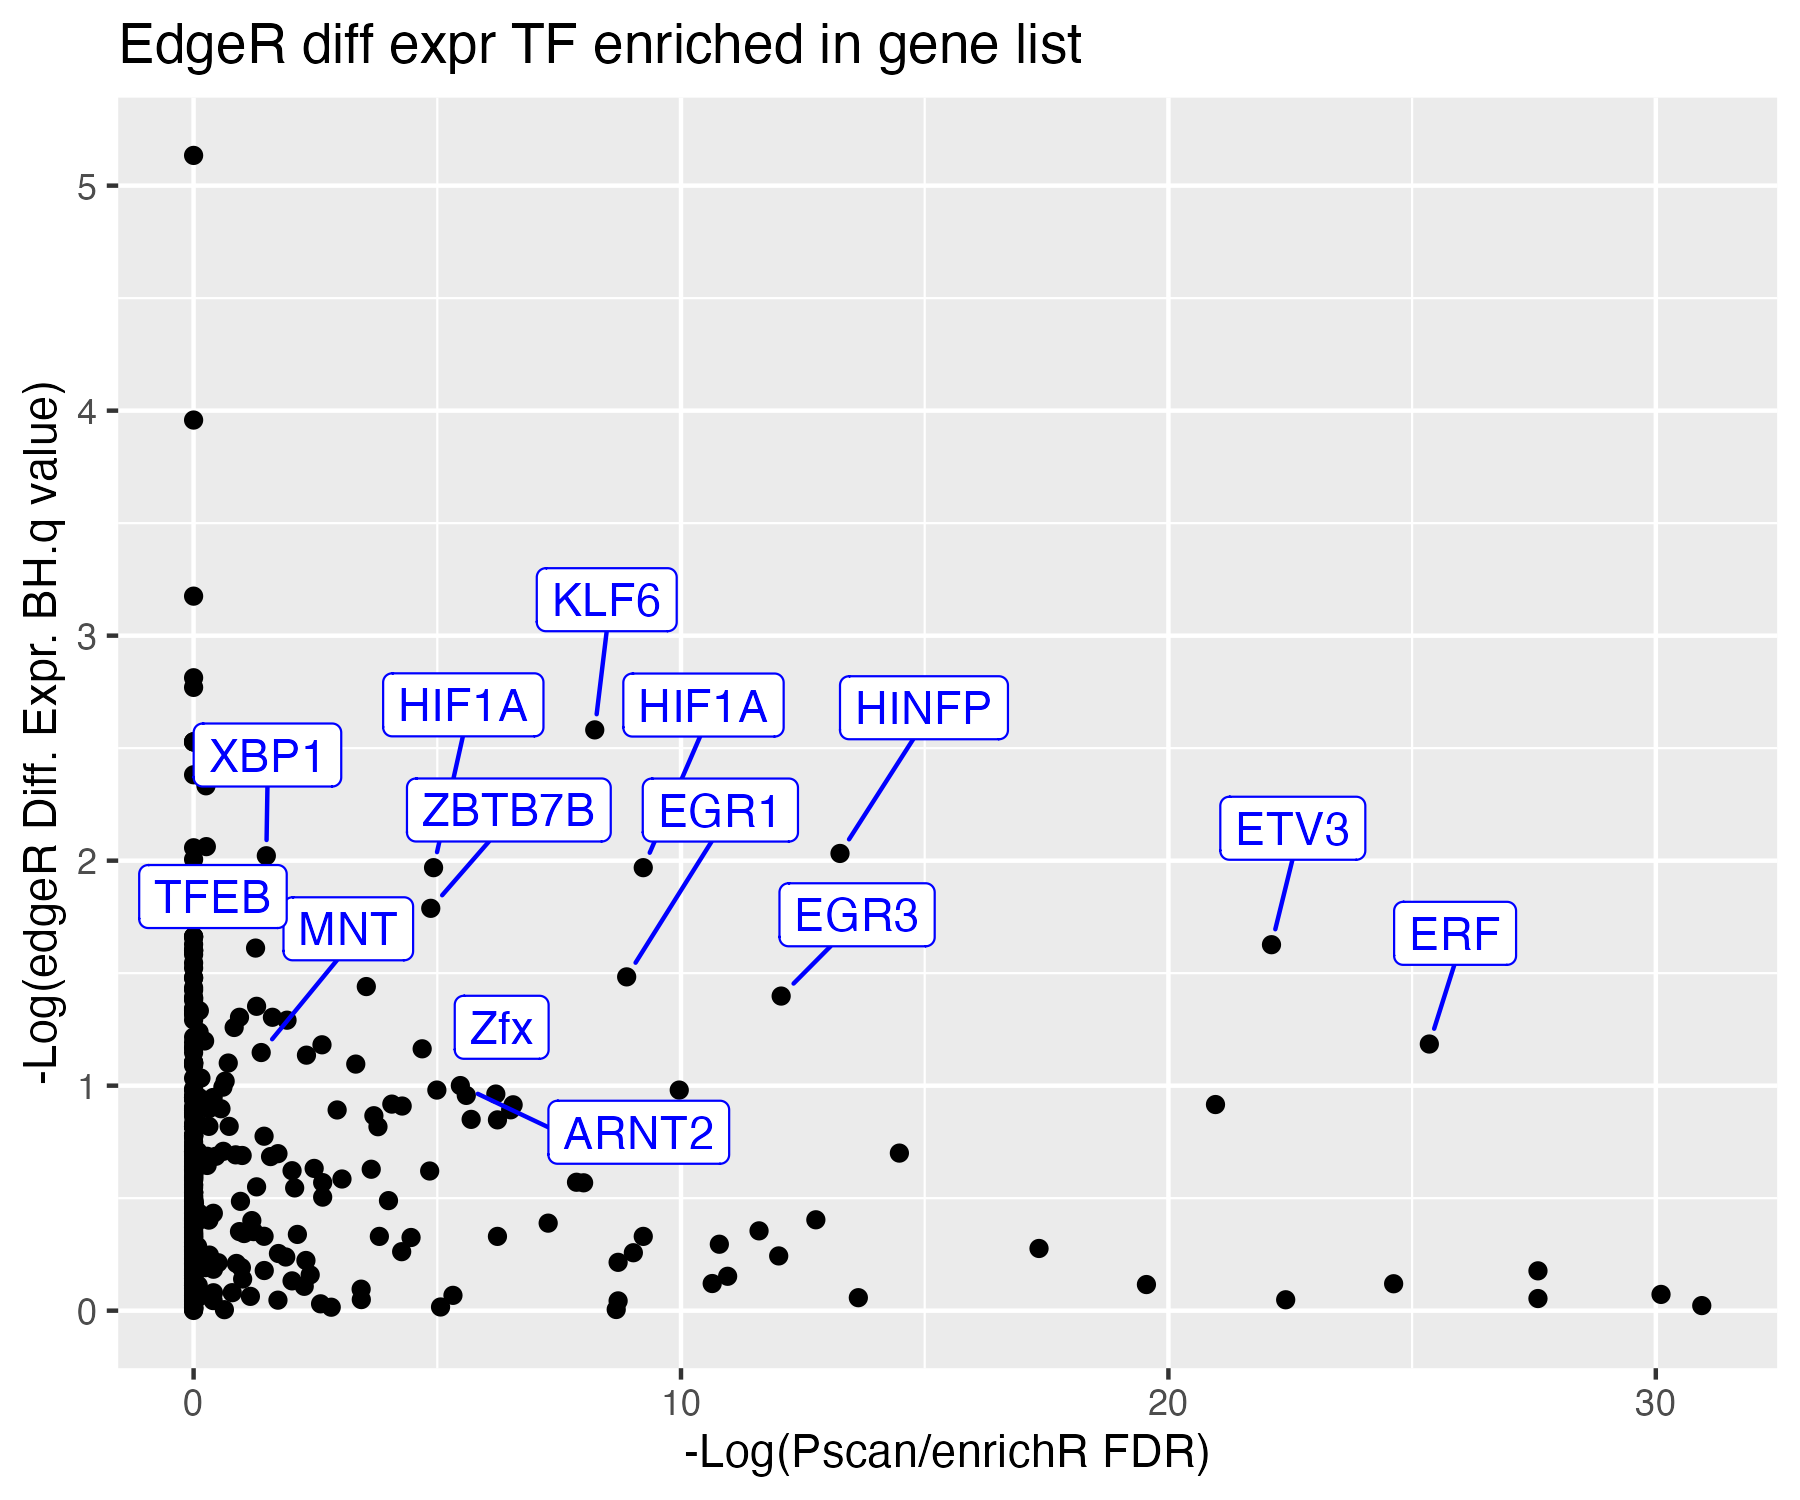 EdgeR diff expr TF enriched in gene list
-Log(edgeR Diff. Expr. BH.q value)
5
4
3
2
1
0
KLF6
HIF1A
HIF1A
HINFP
XBP1
ZBTB7B
EGR1
ETV3
TFEB
MNT
EGR3
ERF
Zfx
ARNT2
0
10
20
30
-Log(Pscan/enrichR FDR)